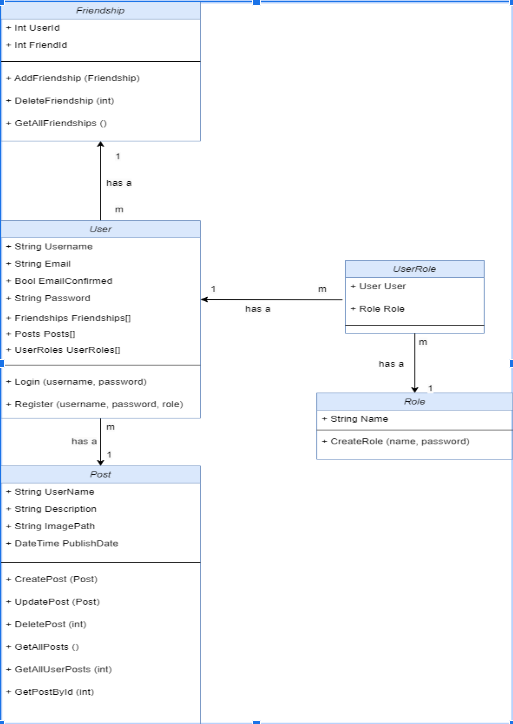 Friendship
+ Int UserId
+ Int FriendId
+ AddFriendship (Friendship)
+ DeleteFriendship (int)
+ GetAllFriendships ()
1
has a
m
User
+ String Username
+ String Email
+ Bool EmailConfirmed
+ String Password
+ Friendships Friendships[]
+ Posts Posts[]
+ UserRoles UserRoles[]
+ Login (username, password)
+ Register (username, password, role)
1
m
has a
UserRole
+ User User
+ Role Role
m
has a
1
Role
+ String Name
+ CreateRole (name, password)
m
has a
1
Post
+ String UserName
+ String Description
+ String ImagePath
+ DateTime PublishDate
+ CreatePost (Post)
+ UpdatePost (Post)
+ DeletePost (int)
+ GetAllPosts ()
+ GetAllUserPosts (int)
+ GetPostById (int)